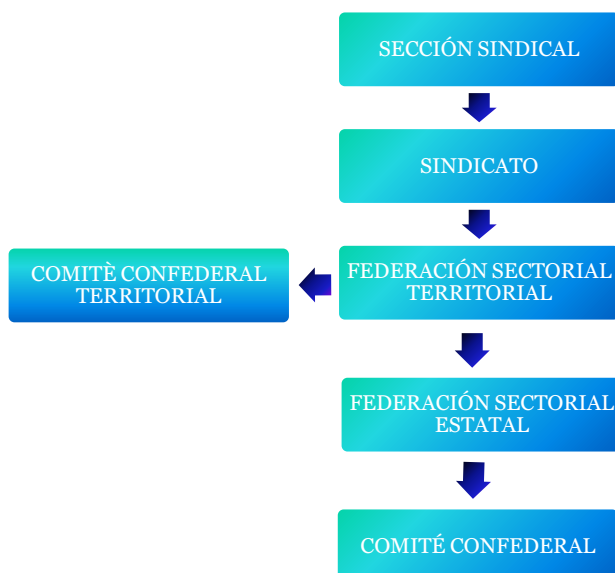 SECCIÓN SINDICAL
SINDICATO
COMITÈ CONFEDERAL
TERRITORIAL
FEDERACIÓN SECTORIAL
TERRITORIAL
FEDERACIÓN SECTORIAL
ESTATAL
COMITÉ CONFEDERAL